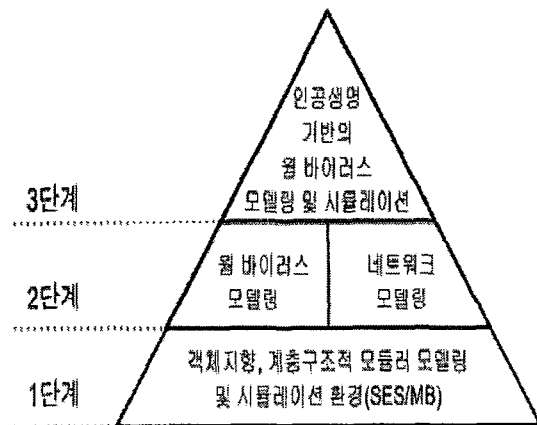 인공생명
기반의
웜 바이러스
모델링 및 시뮬레이션
3단계
웜 바이러스
모델링
네트워크
모델링
2단계
객체지향, 계층구조적 모듈러 모델링
및 시뮬레이션 환경(SES/MB)
1단계